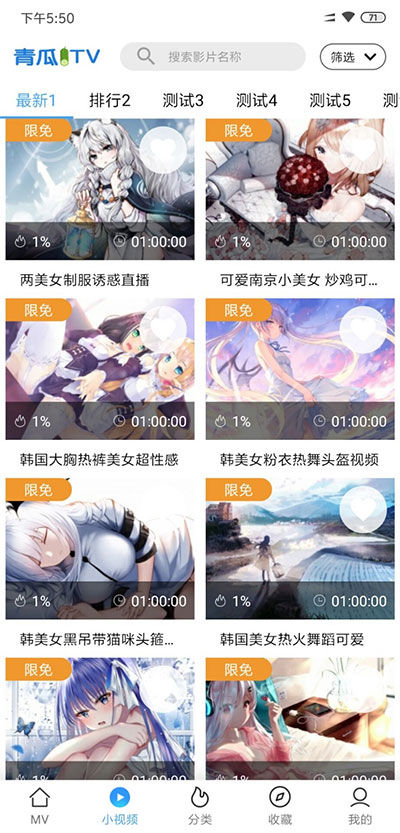 下午5:50
71
青瓜TV
搜索影片名称
筛选
最新1
排行2
测试3
测试4
测试5
测
限免
限免
1%
01:00:00
1%
01:00:00
两美女制服诱惑直播
可爱南京小美女 炒鸡可...
限免
限免
1%
01:00:00
1%
01:00:00
韩国大胸热裤美女超性感
韩美女粉衣热舞头盔视频
限免
限免
1%
01:00:00
1%
01:00:00
韩美女黑吊带猫咪头箍...
韩国美女热火舞蹈可爱
限免
限免
MV
小视频
分类
收藏
我的